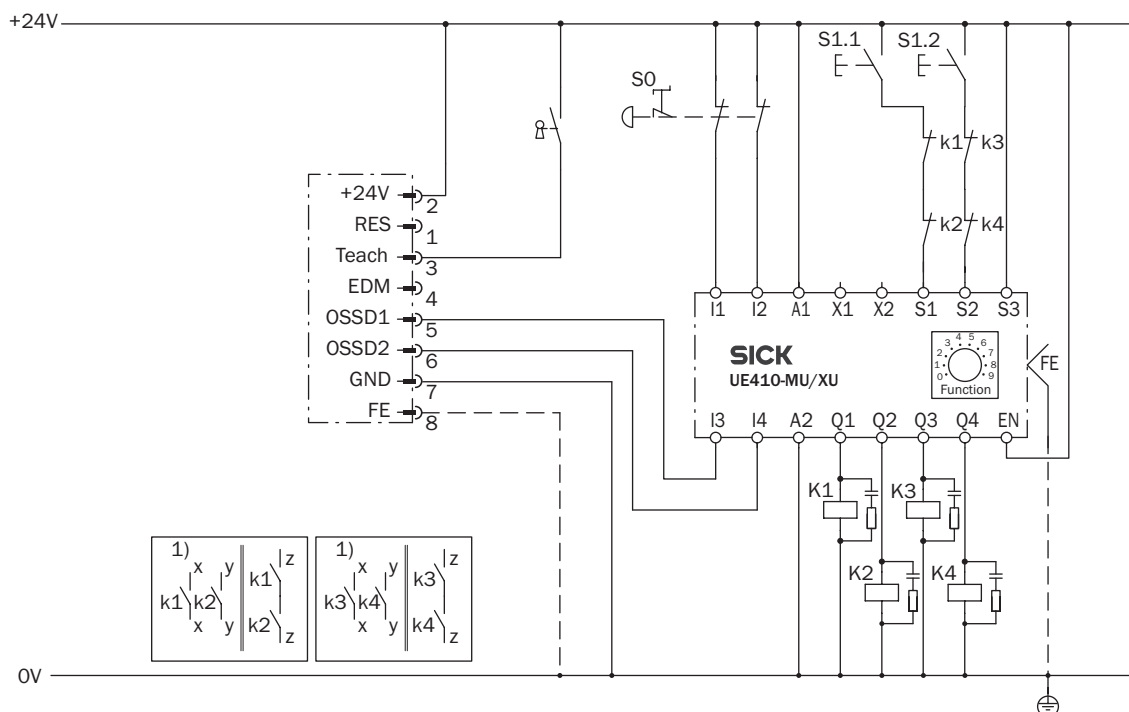 +24V
S1.1
S1.2
S0
k1
k3
k2
k4
+24V
2
RES
1
Teach
3
EDM
4
OSSD1
5
OSSD2
6
GND
7
FE
8
I1 I2 A1 X1 X2 S1 S2 S3
SICK
UE410-MU/XU
0 1 2 3 4 5 6 7 8 9
Function
FE
I3 I4 A2 Q1 Q2 Q3 Q4 EN
K1
K3
K2
K4
1)
x y z
k1 k2 k1
x y k2 z
1)
x y z
k3 k4 k3
x y k4 z
0V